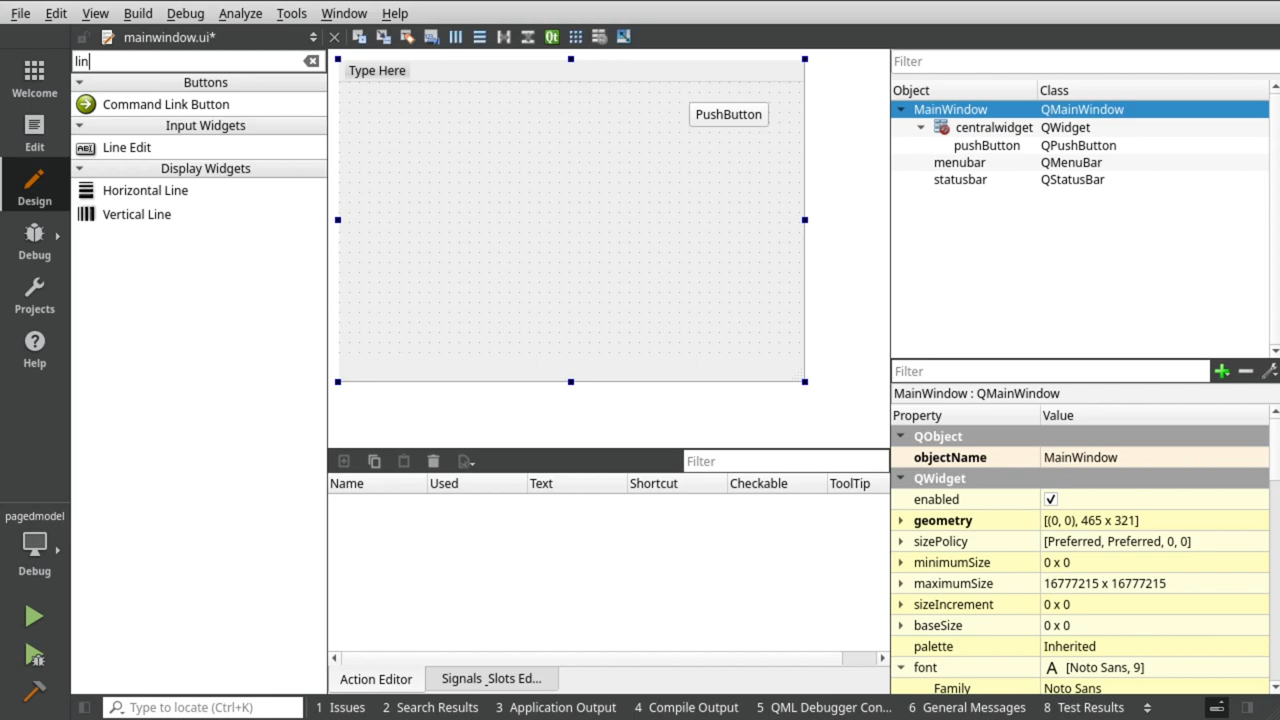 File Edit View Build Debug Analyze Tools Window Help
mainwindow.ui*
lin
Buttons
Command Link Button
Input Widgets
Line Edit
Display Widgets
Horizontal Line
Vertical Line
Welcome
Edit
Design
Debug
Projects
Help
pagedmodel
Debug
Type Here
PushButton
Filter
Name Used Text Shortcut Checkable ToolTip
Action Editor Signals _Slots Ed...
Filter
Object Class
MainWindow QMainWindow
centralwidget QWidget
pushButton QPushButton
menubar QMenuBar
statusbar QStatusBar
Filter
MainWindow : QMainWindow
Property Value
QObject
objectName MainWindow
QWidget
enabled
geometry [(0, 0), 465 x 321]
sizePolicy [Preferred, Preferred, 0, 0]
minimumSize 0 x 0
maximumSize 16777215 x 16777215
sizeIncrement 0 x 0
baseSize 0 x 0
palette Inherited
font A [Noto Sans, 9]
Family Noto Sans
Type to locate (Ctrl+K) 1 Issues 2 Search Results 3 Application Output 4 Compile Output 5 QML Debugger Con... 6 General Messages 8 Test Results